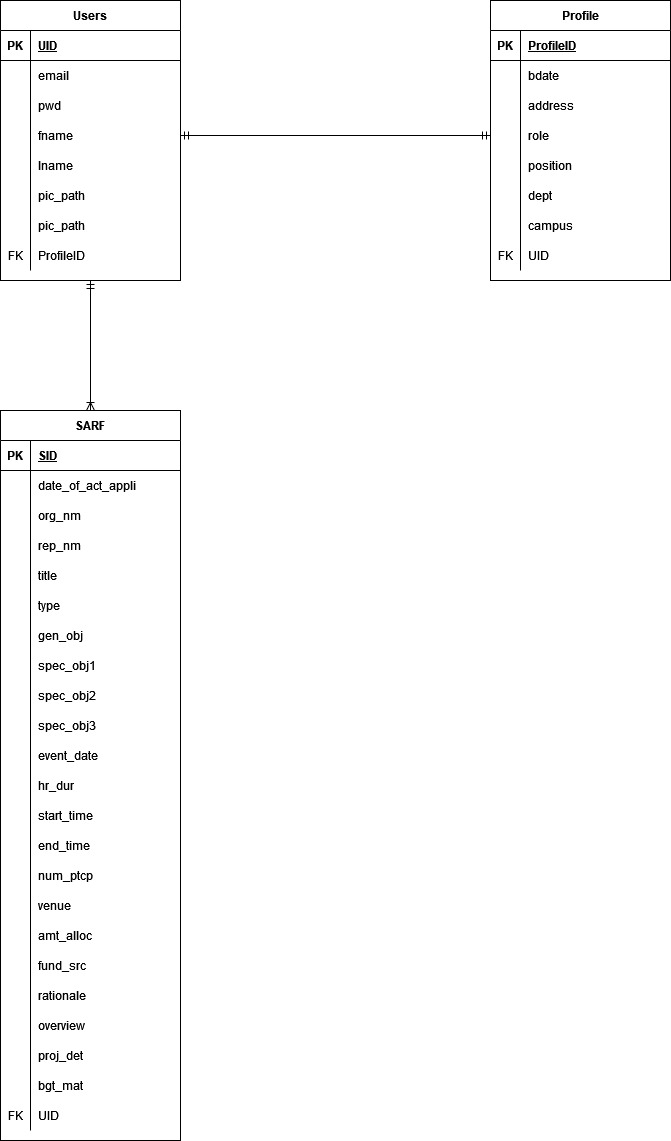 Users
PK UID
email
pwd
fname
lname
pic_path
pic_path
FK ProfileID
Profile
PK ProfileID
bdate
address
role
position
dept
campus
FK UID
SARF
PK SID
date_of_act_appli
org_nm
rep_nm
title
type
gen_obj
spec_obj1
spec_obj2
spec_obj3
event_date
hr_dur
start_time
end_time
num_ptcp
venue
amt_alloc
fund_src
rationale
overview
proj_det
bgt_mat
FK UID